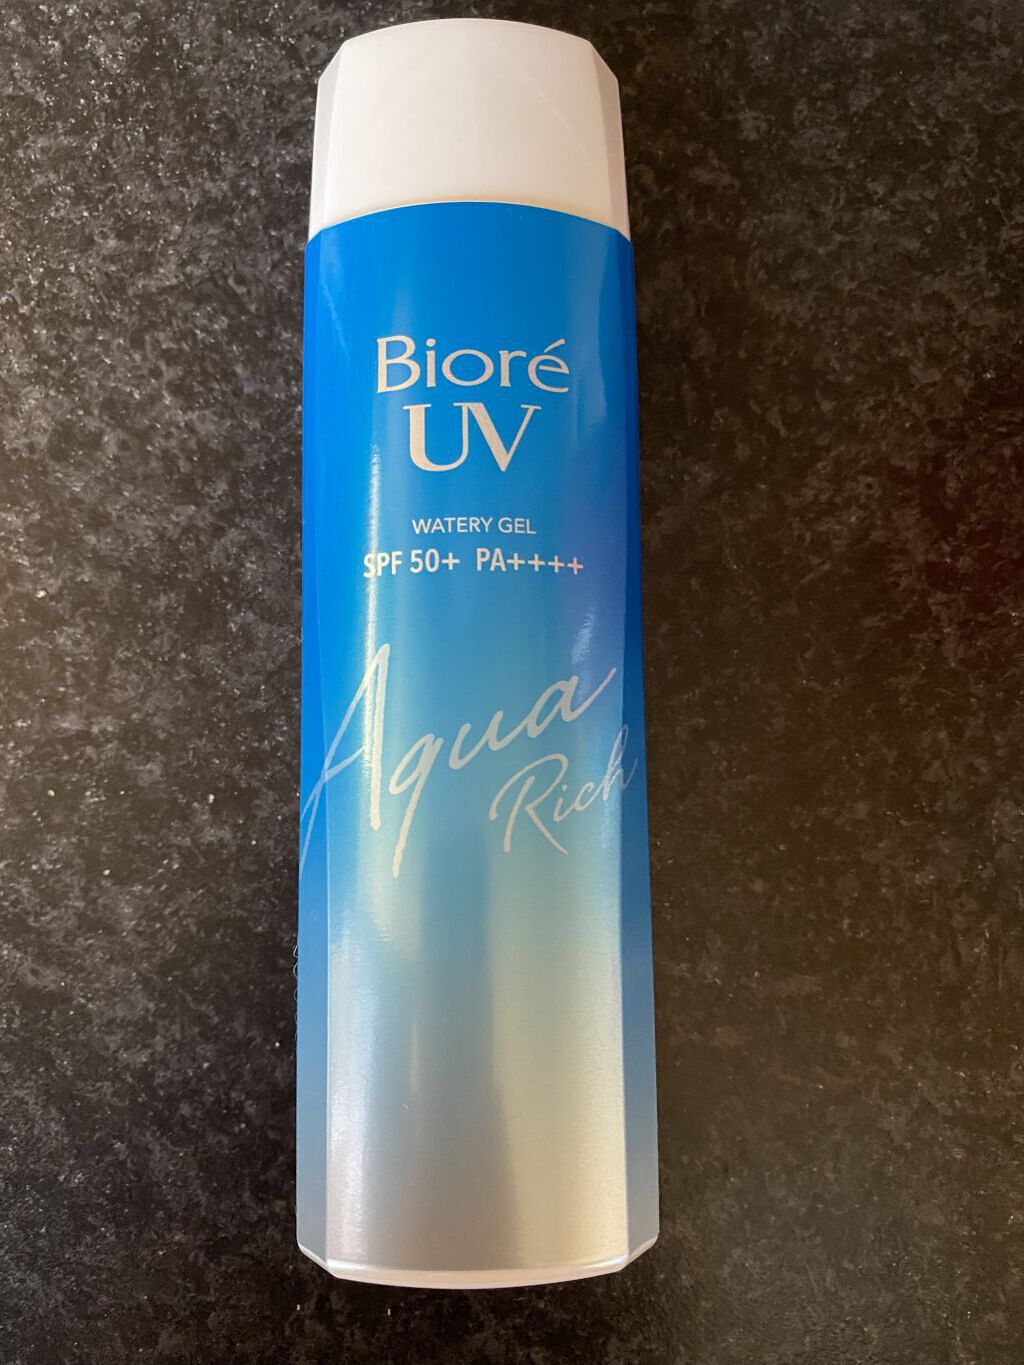 Bioré
UV
WATERY GEL
SPF 50+ PA++++
Aqua
Rich